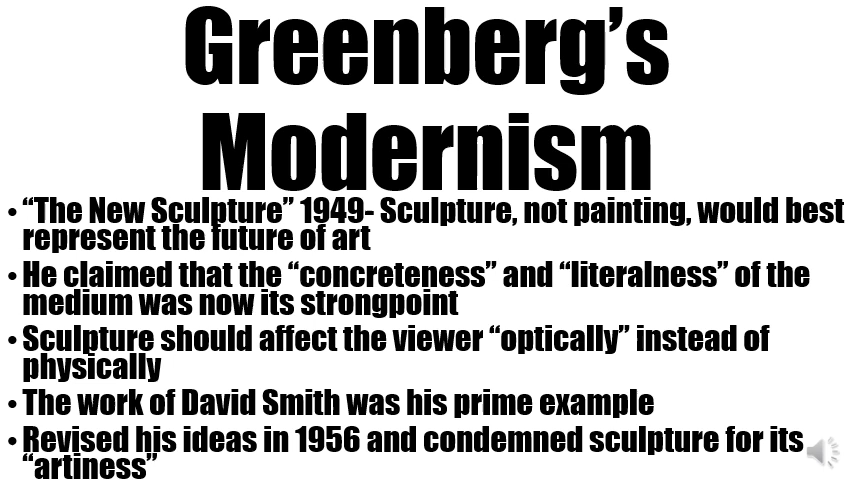 Greenberg’s
Modernism
• “The New Sculpture” 1949- Sculpture, not painting, would best
represent the future of art
• He claimed that the “concreteness” and “literalness” of the
medium was now its strongpoint
• Sculpture should affect the viewer “optically” instead of
physically
• The work of David Smith was his prime example
• Revised his ideas in 1956 and condemned sculpture for its
“artiness”